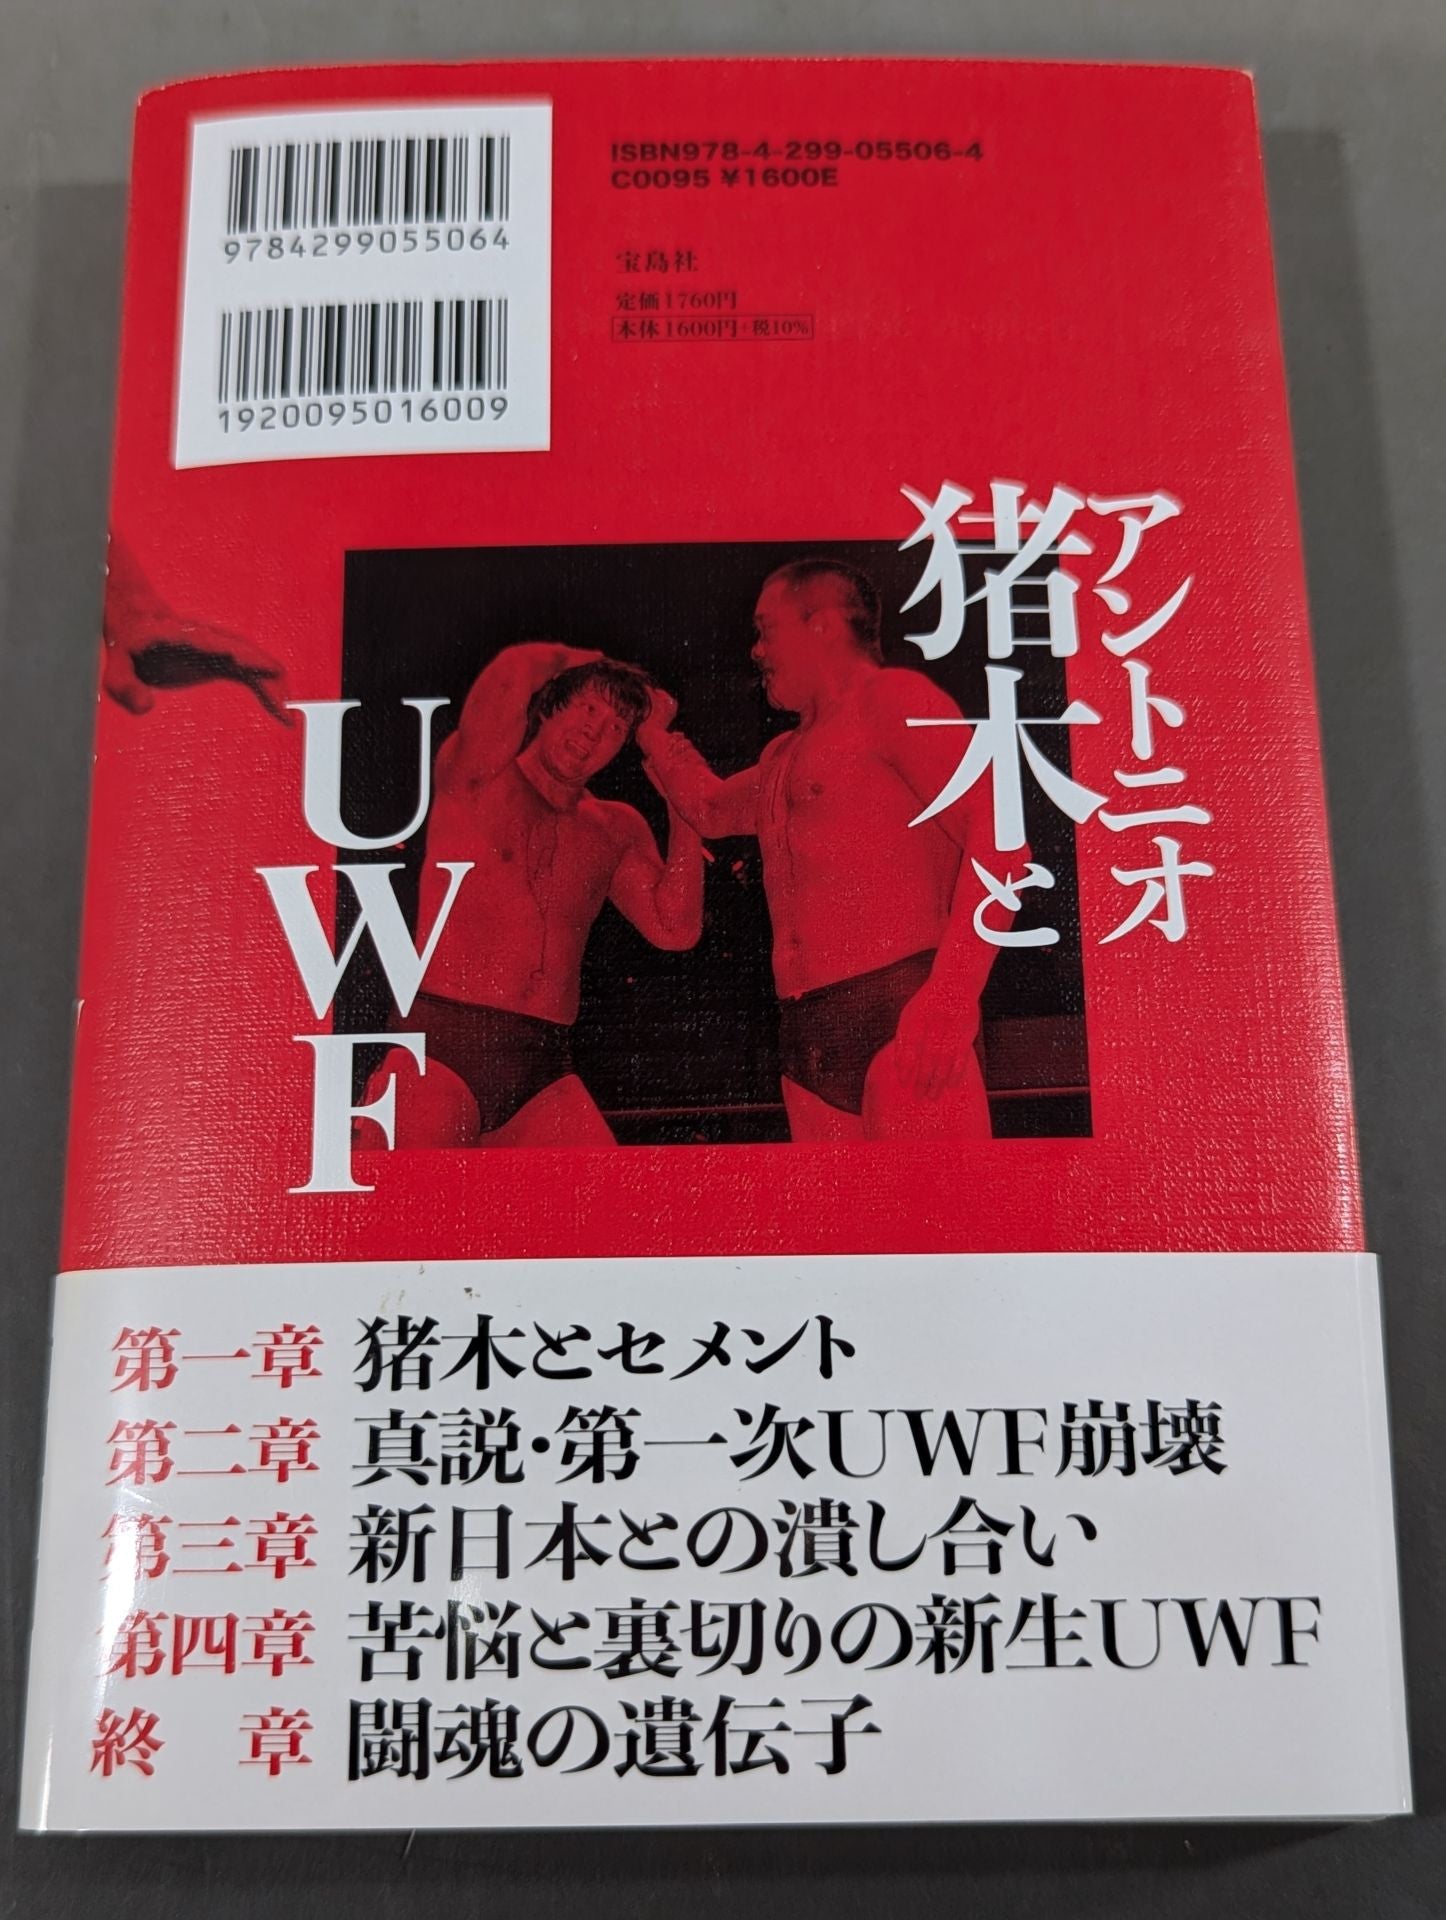 9784299055064
1920095016009
ISBN978-4-299-05506-4
C0095 ¥1600E
宝島社
定価1760円
本体1600円+税10%
アントニオ
猪木と
UWF
第一章 猪木とセメント
第二章 真説・第一次UWF崩壊
第三章 新日本との潰し合い
第四章 苦悩と裏切りの新生UWF
終 章 闘魂の遺伝子